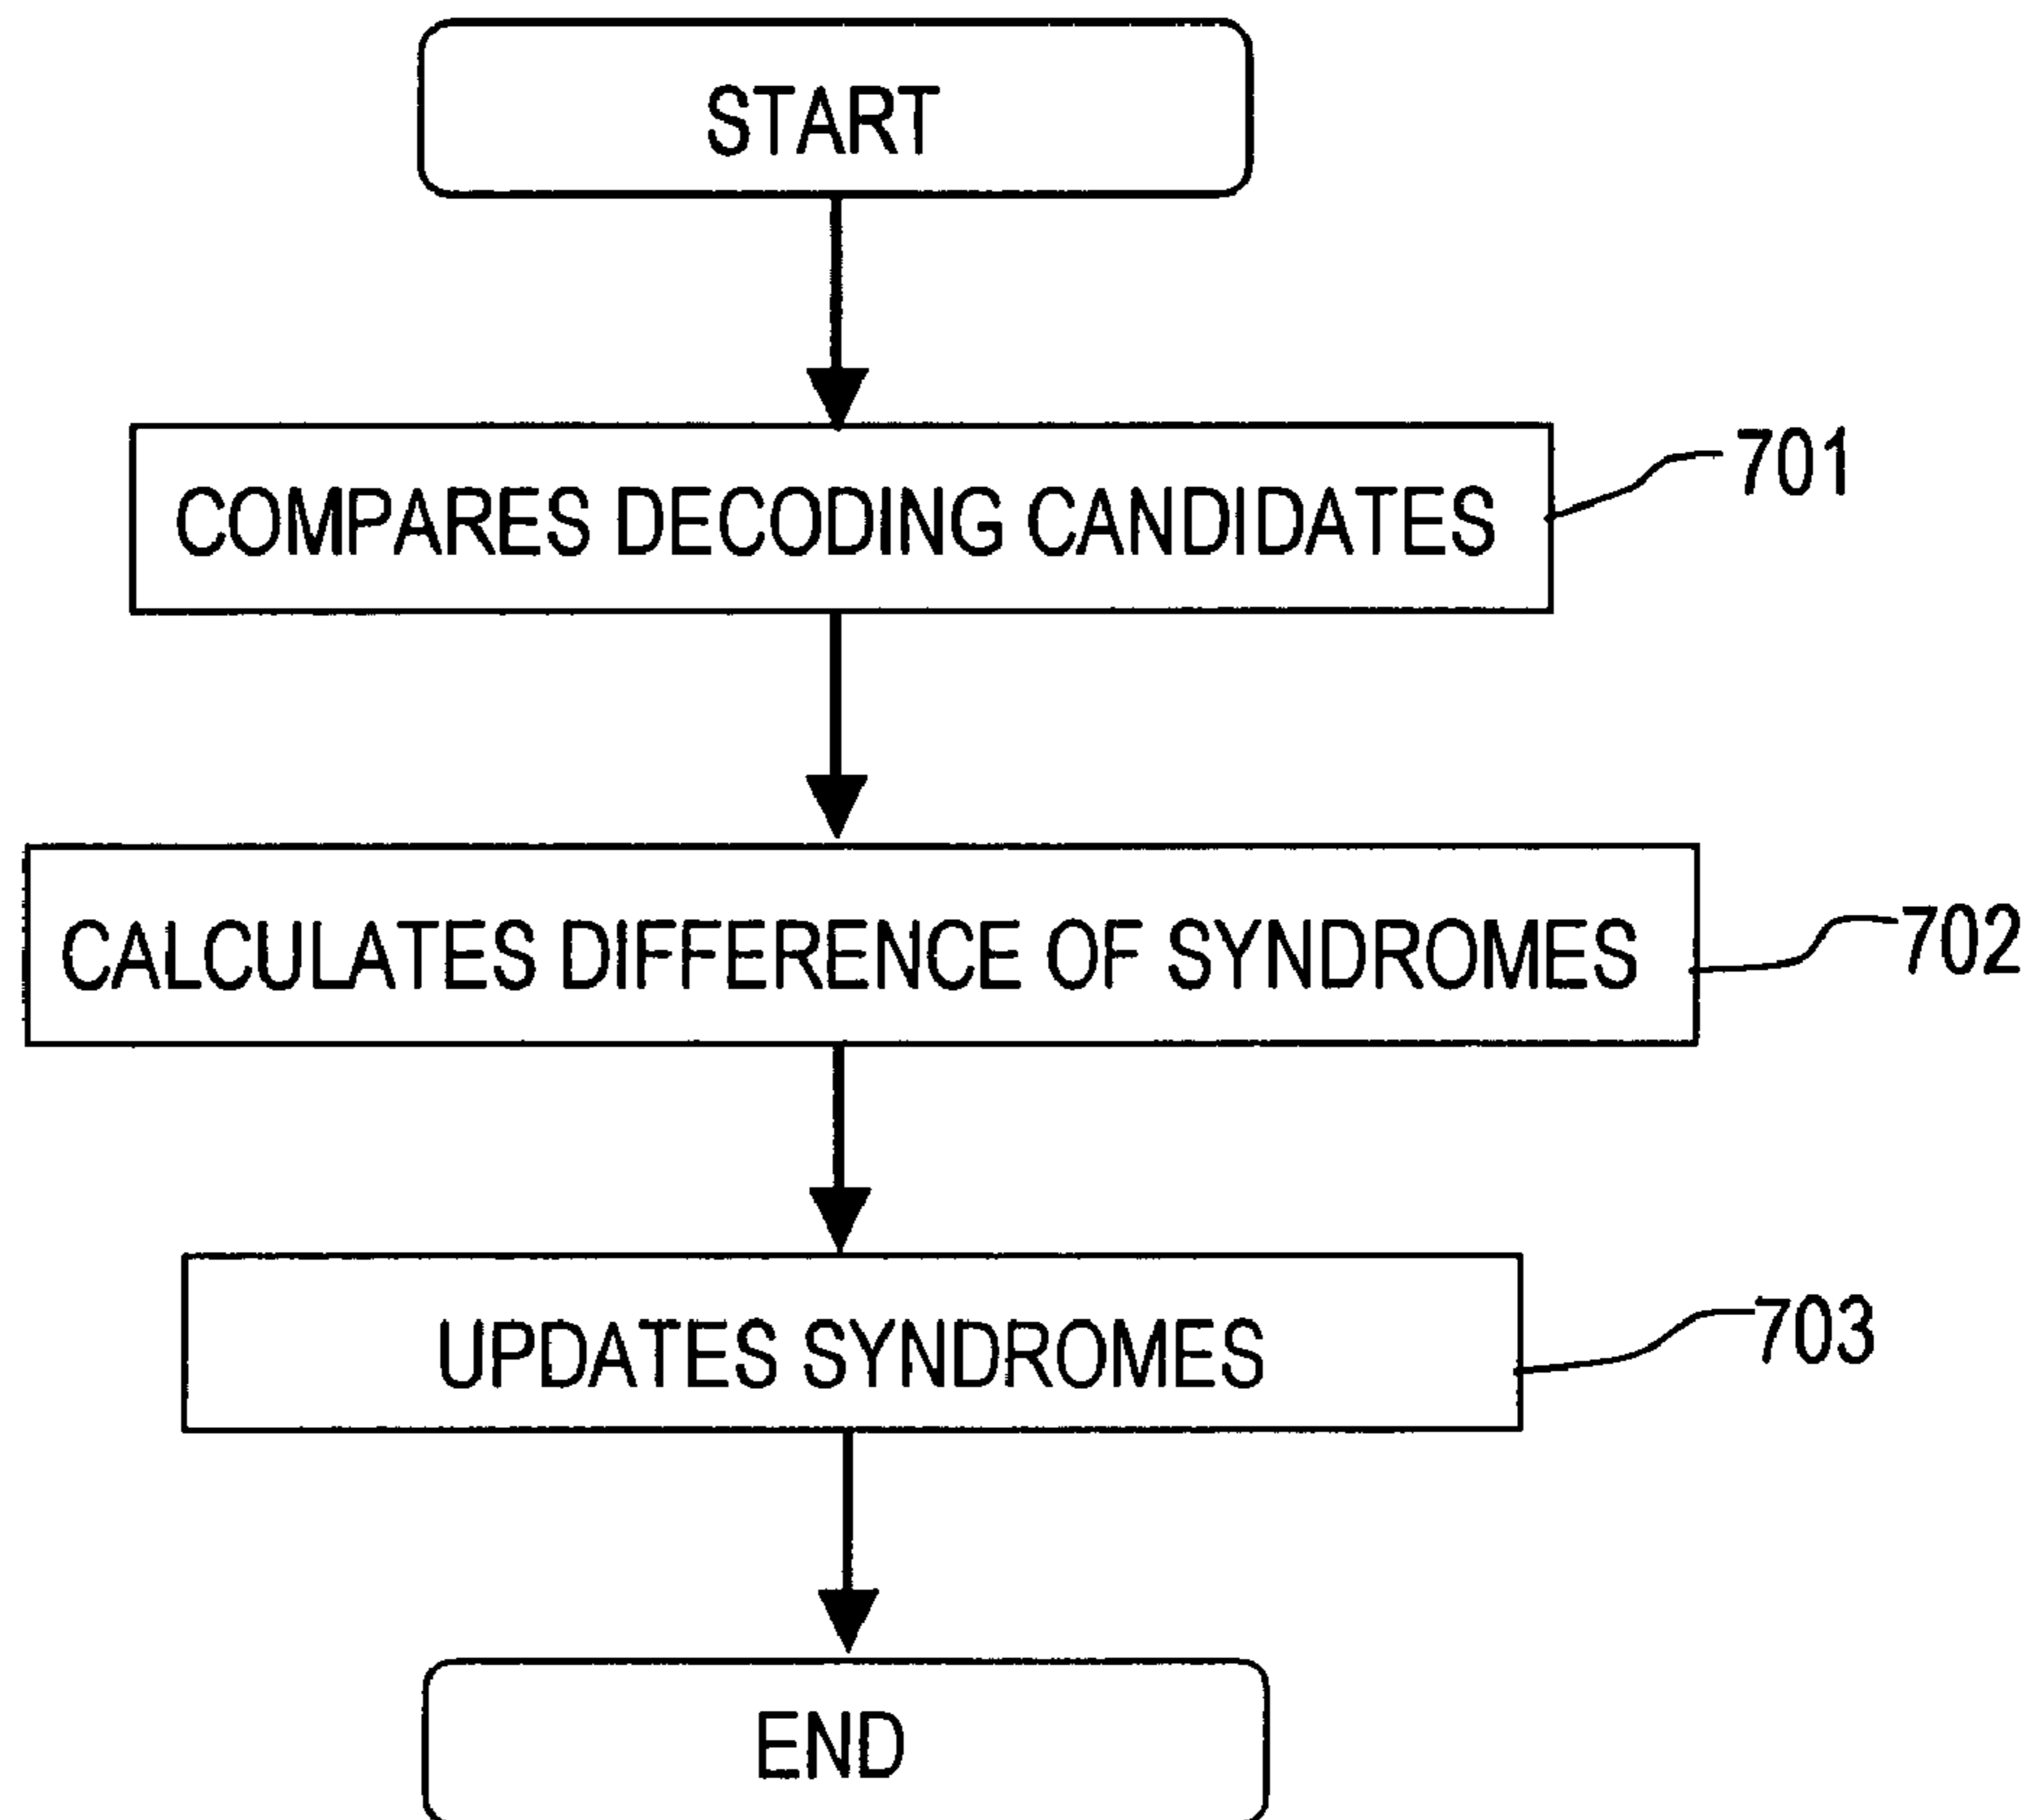 START
COMPARES DECODING CANDIDATES
701
CALCULATES DIFFERENCE OF SYNDROMES
702
UPDATES SYNDROMES
703
END